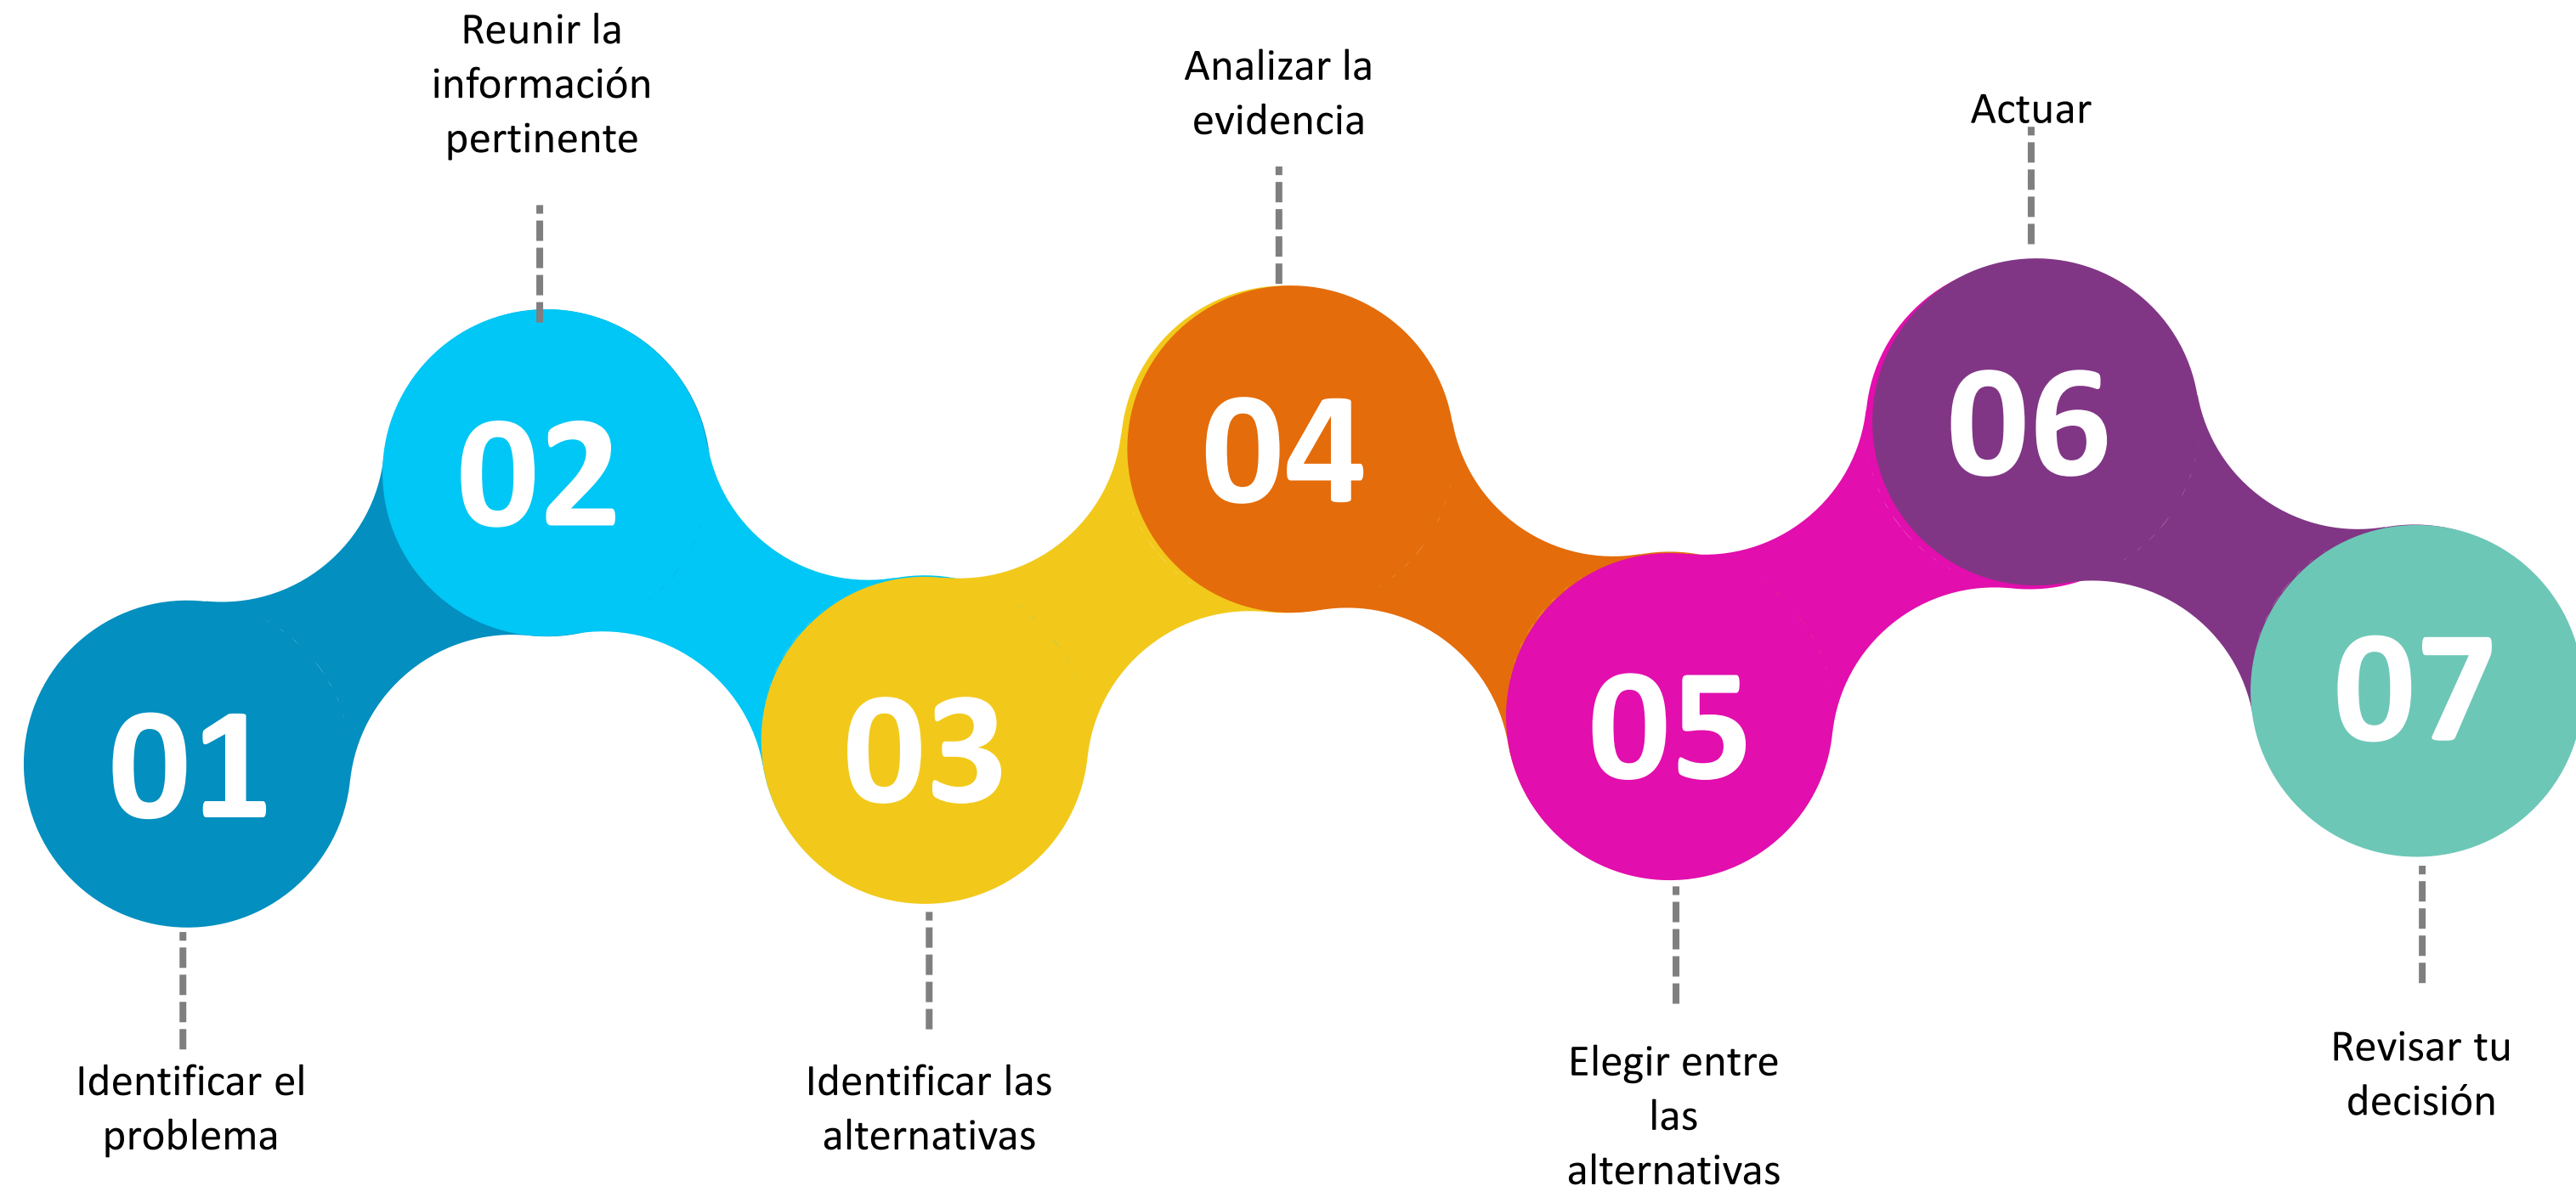 01
Identificar el
problema
02
Reunir la
información
pertinente
03
Identificar las
alternativas
04
Analizar la
evidencia
05
Elegir entre
las
alternativas
06
Actuar
07
Revisar tu
decisión